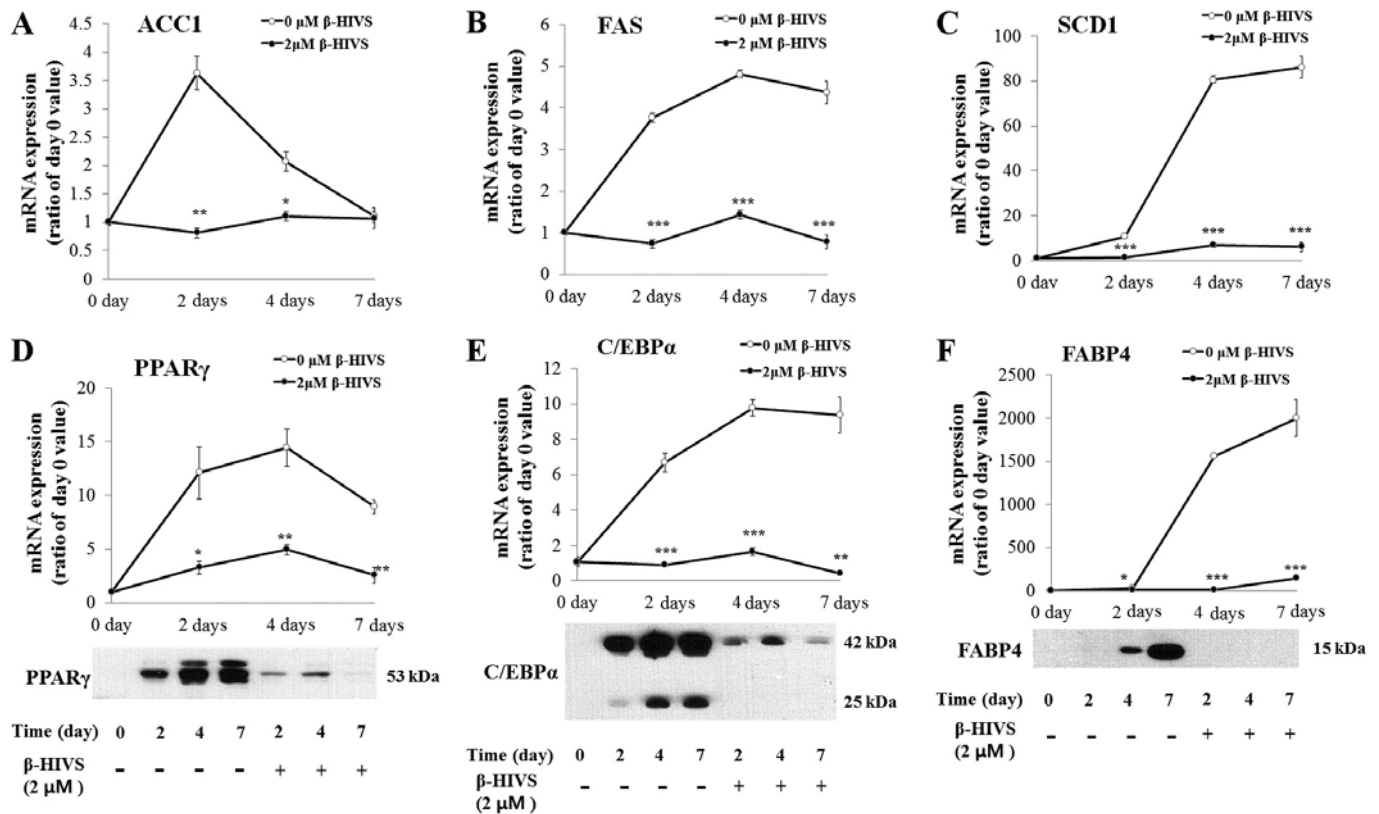 A
ACC1
0 μM β-HIVS
2μM β-HIVS
mRNA expression
(ratio of day 0 value)
4.5
4
3.5
3
2.5
2
1.5
1
0.5
0
**
*
0 day 2 days 4 days 7 days
B
FAS
0 μM β-HIVS
2 μM β-HIVS
mRNA expression
(ratio of day 0 value)
6
5
4
3
2
1
0
***
***
***
0 day 2 days 4 days 7 days
C
SCD1
0 μM β-HIVS
2μM β-HIVS
mRNA expression
(ratio of 0 day value)
100
80
60
40
20
0
***
***
***
0 day 2 days 4 days 7 days
D
PPARγ
0 μM β-HIVS
2μM β-HIVS
mRNA expression
(ratio of day 0 value)
20
15
10
5
0
*
**
**
0 day 2 days 4 days 7 days
PPARγ 53 kDa
Time (day) 0 2 4 7 2 4 7
β-HIVS - - - - + + +
(2 μM)
E
C/EBPα
0 μM β-HIVS
2μM β-HIVS
mRNA expression
(ratio of day 0 value)
12
10
8
6
4
2
0
***
***
**
0 day 2 days 4 days 7 days
42 kDa
C/EBPα
25 kDa
Time (day) 0 2 4 7 2 4 7
β-HIVS - - - - + + +
(2 μM)
F
FABP4
0 μM β-HIVS
2μM β-HIVS
mRNA expression
(ratio of 0 day value)
2500
2000
1500
1000
500
0
*
***
***
0 day 2 days 4 days 7 days
FABP4 15 kDa
Time (day) 0 2 4 7 2 4 7
β-HIVS - - - - + + +
(2 μM)